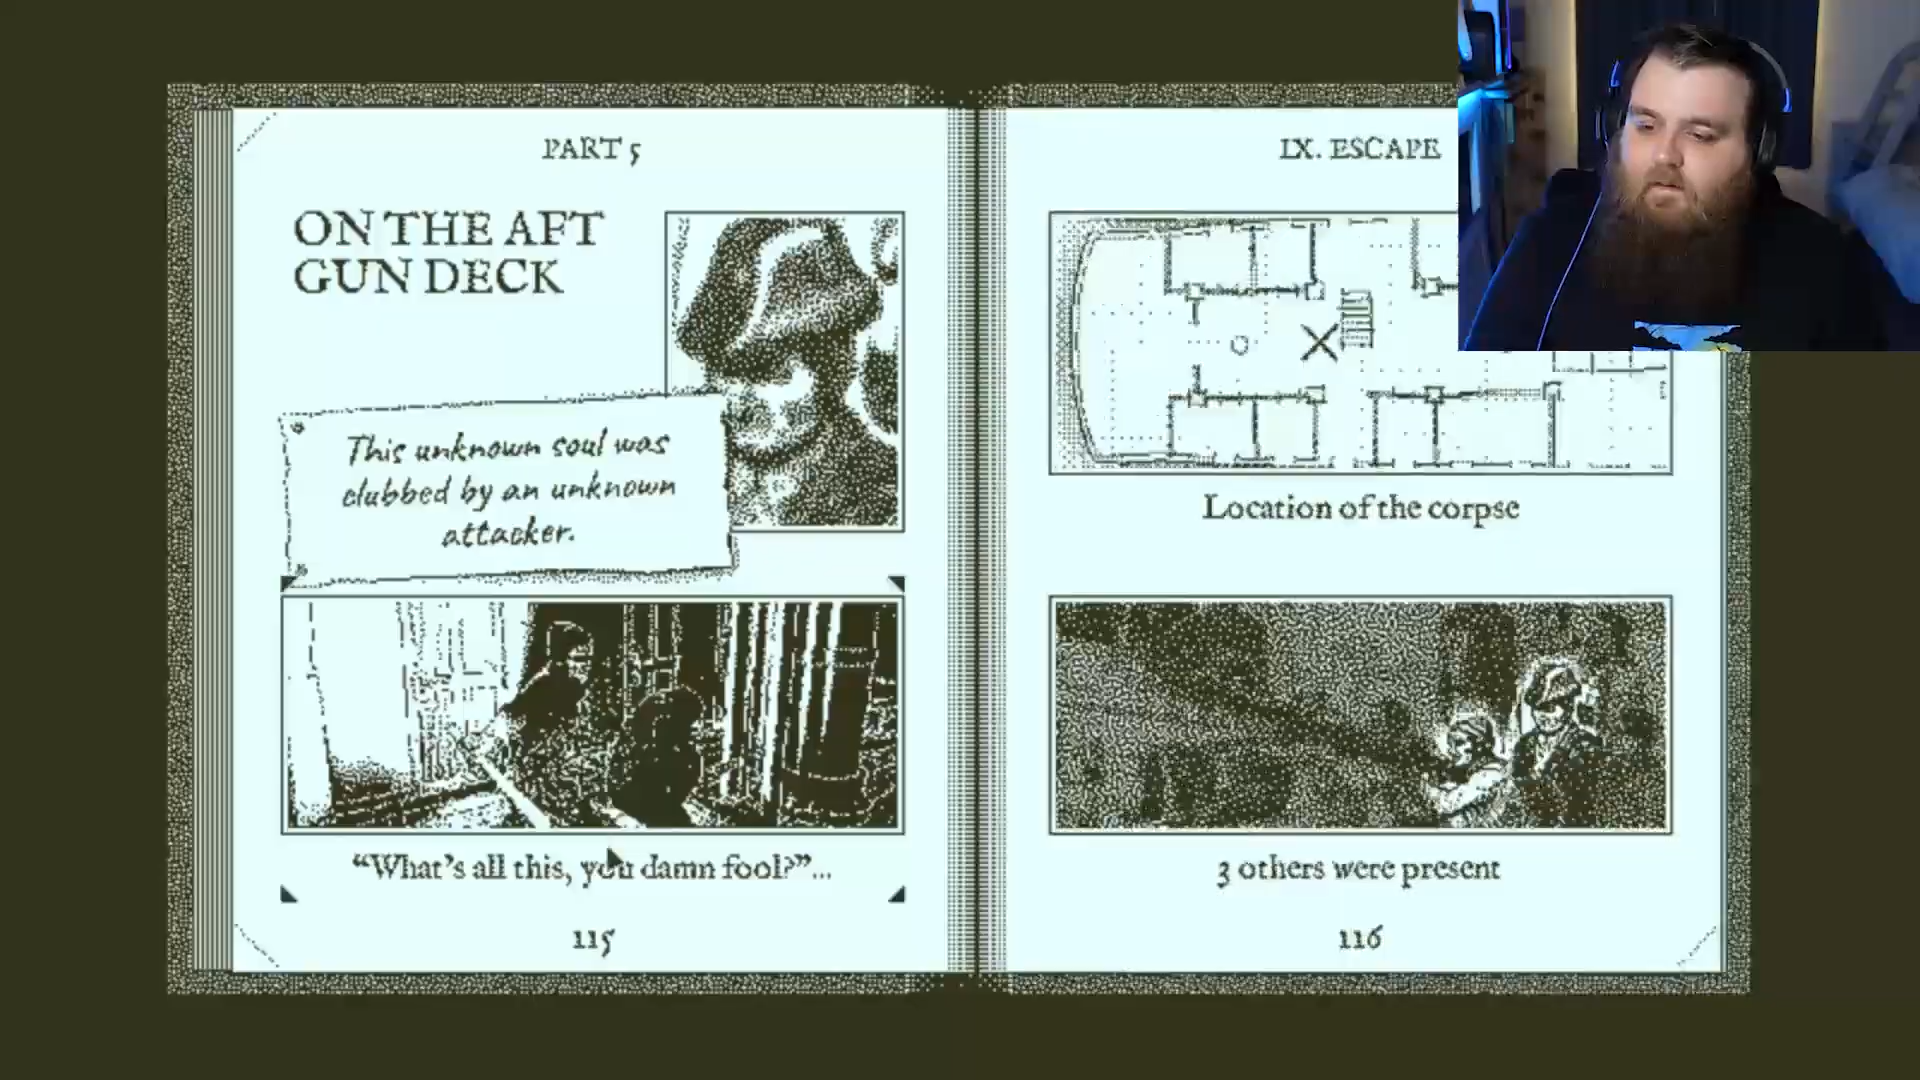 PART 5
ON THE AFT
GUN DECK
This unknown soul was
clubbed by an unknown
attacker.
"What's all this, you damn fool?"...
115
IX. ESCAPE
Location of the corpse
3 others were present
116